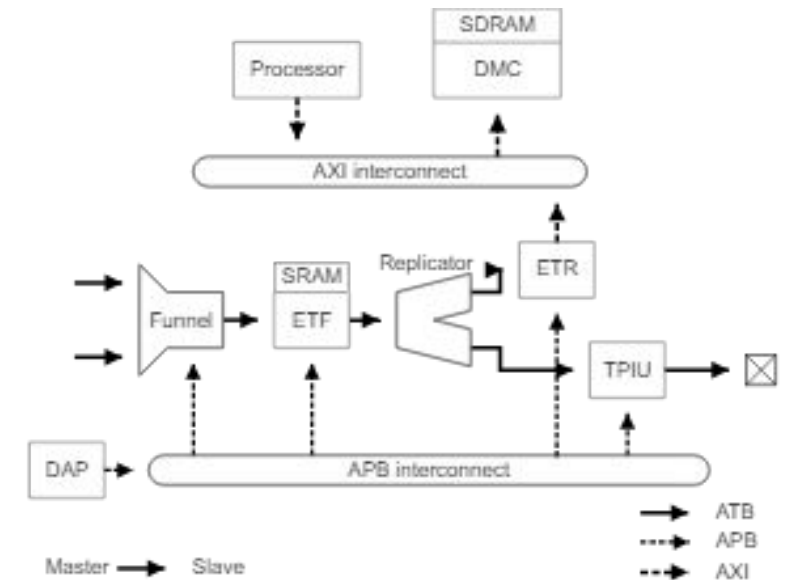 SDRAM
Processor
DMC
AXI interconnect
Replicator
ETR
SRAM
Funnel
ETF
TPIU
DAP
APB interconnect
ATB
APB
Master
Slave
AXI